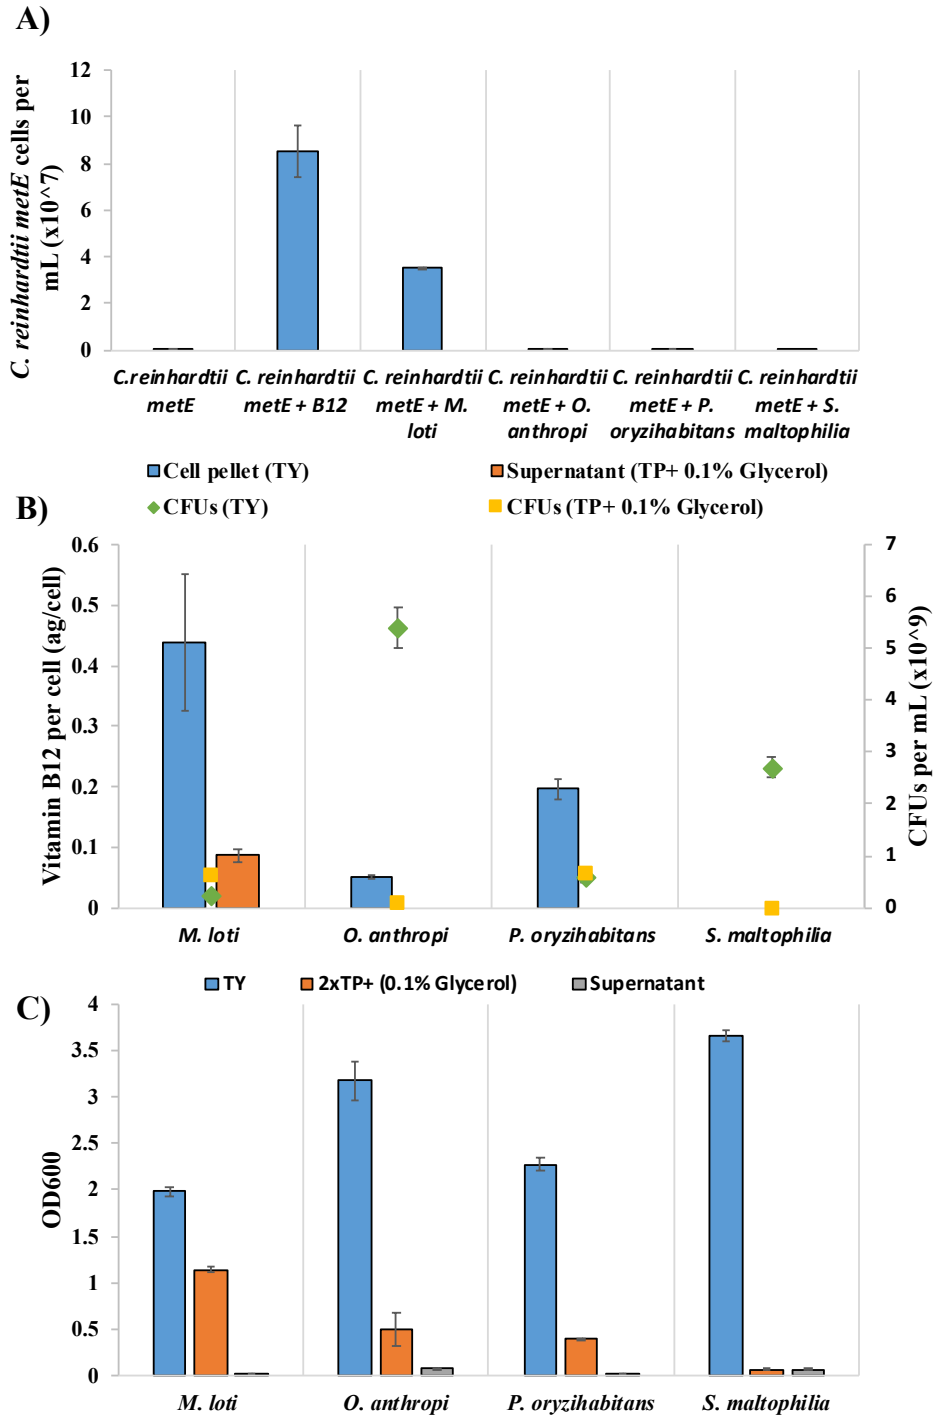 A)
C. reinhardtii metE cells per
mL (x10^7)
12
10
8
6
4
2
0
C.reinhardtii
metE
C. reinhardtii
metE + B12
C. reinhardtii
metE + M.
loti
C. reinhardtii
metE + O.
anthropi
C. reinhardtii
metE + P.
oryzihabitans
C. reinhardtii
metE + S.
maltophilia
Cell pellet (TY)
Supernatant (TP+ 0.1% Glycerol)
CFUs (TY)
CFUs (TP+ 0.1% Glycerol)
B)
Vitamin B12 per cell (ag/cell)
0.6
0.5
0.4
0.3
0.2
0.1
0
7
6
5
4
3
2
1
0
CFUs per mL (x10^9)
M. loti
O. anthropi
P. oryzihabitans
S. maltophilia
TY
2xTP+ (0.1% Glycerol)
Supernatant
C)
OD600
4
3.5
3
2.5
2
1.5
1
0.5
0
M. loti
O. anthropi
P. oryzihabitans
S. maltophilia